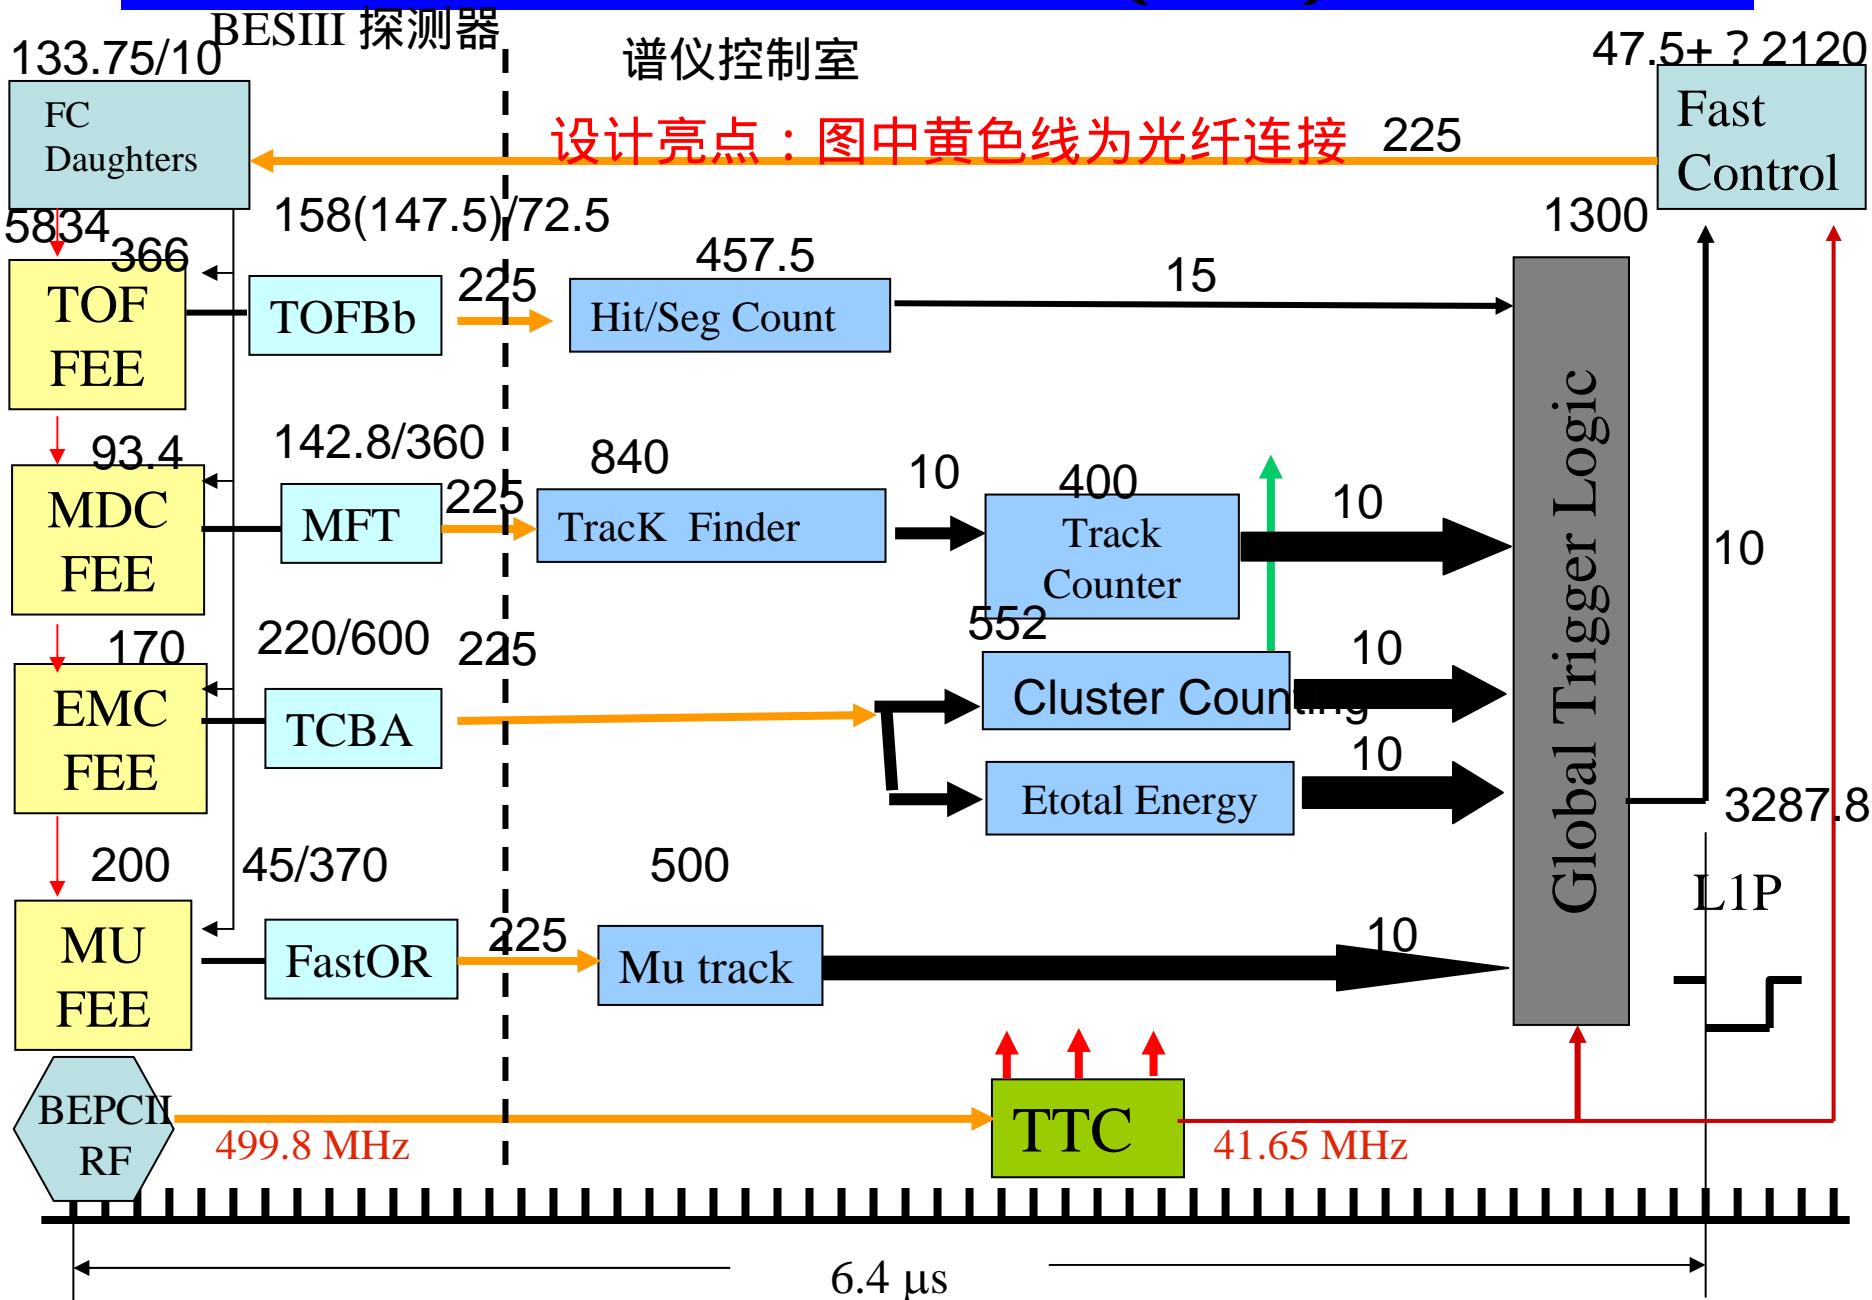 BESIII 探测器
谱仪控制室
133.75/10
47.5+？2120
FC
Daughters
设计亮点：图中黄色线为光纤连接
225
Fast
Control
5834
366
158(147.5)/72.5
457.5
1300
15
TOF
FEE
TOFBb
225
Hit/Seg Count
93.4
142.8/360
840
10
400
10
MDC
FEE
MFT
225
TracK Finder
Track
Counter
10
Global Trigger Logic
170
220/600
225
552
10
EMC
FEE
TCBA
Cluster Counting
10
Etotal Energy
3287.8
200
45/370
500
L1P
MU
FEE
FastOR
225
Mu track
10
BEPCII
RF
499.8 MHz
TTC
41.65 MHz
6.4 μs